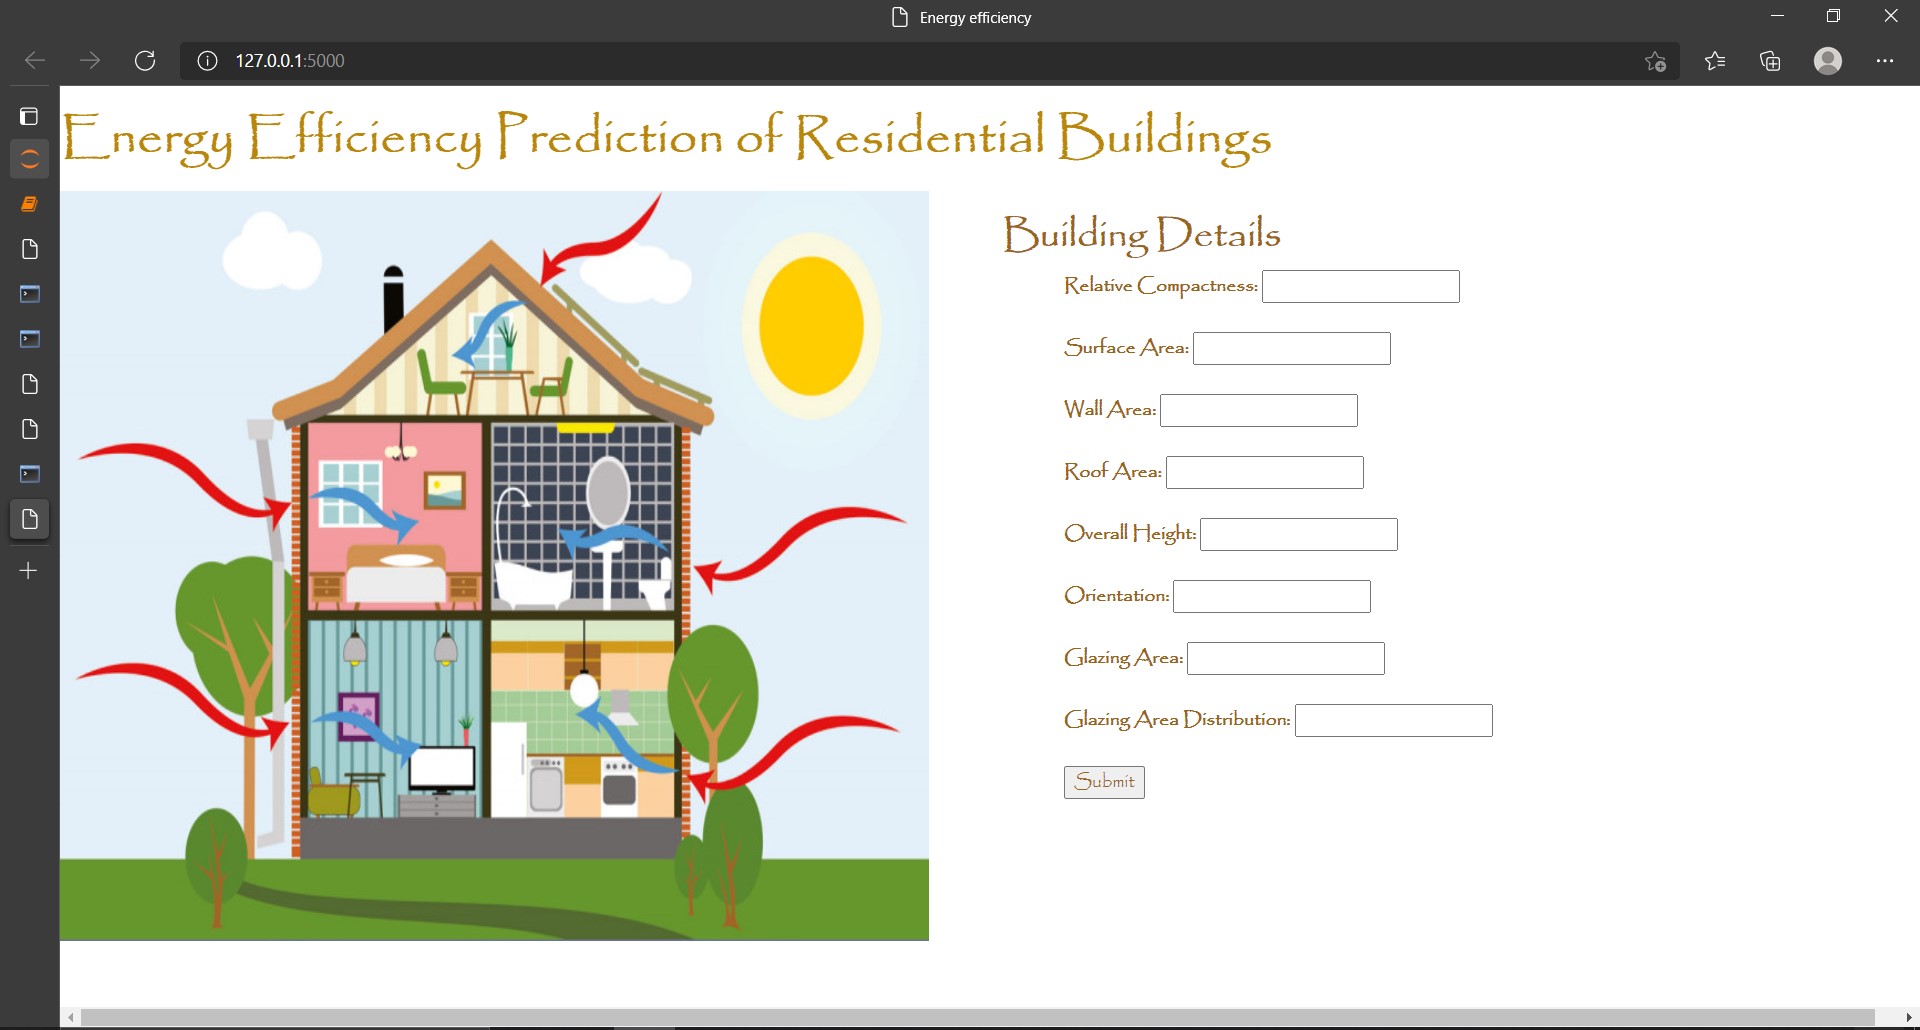 Energy efficiency
127.0.0.1:5000
Energy Efficiency Prediction of Residential Buildings
Building Details
Relative Compactness:
Surface Area:
Wall Area:
Roof Area:
Overall Height:
Orientation:
Glazing Area:
Glazing Area Distribution:
Submit